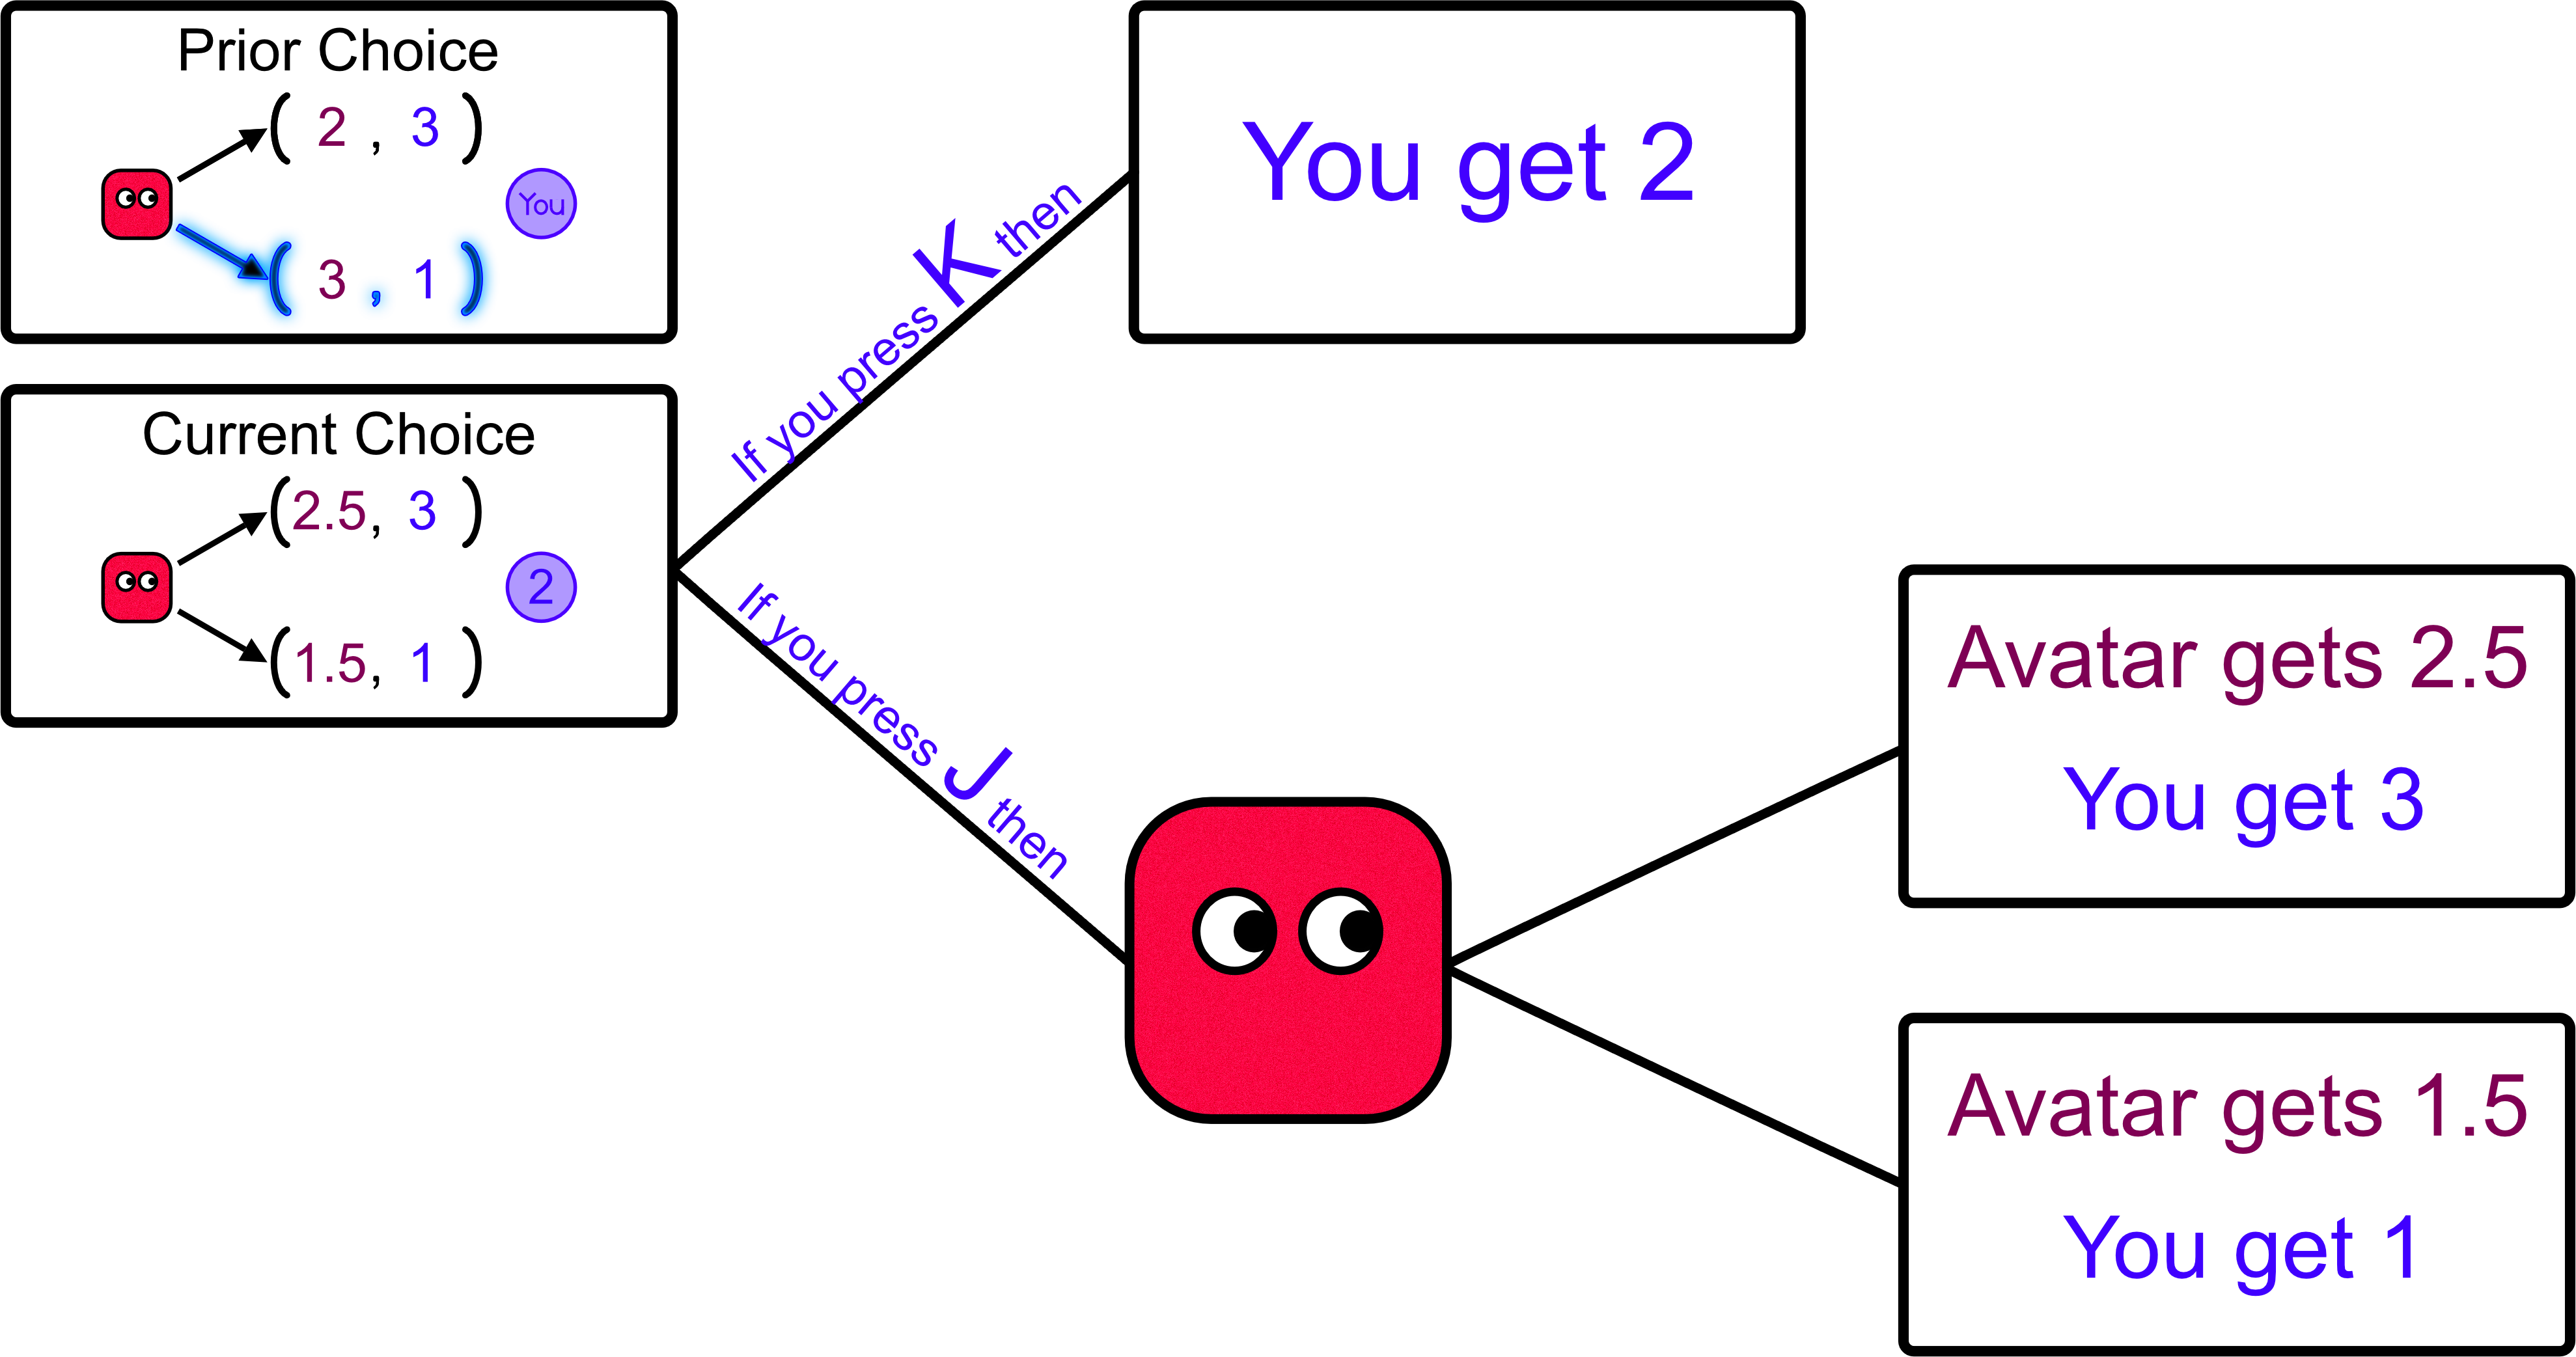 Prior Choice
( 2 , 3 )
You
( 3 , 1 )
Current Choice
(2.5, 3 )
2
(1.5, 1 )
If you press K then
You get 2
If you press J then
Avatar gets 2.5
You get 3
Avatar gets 1.5
You get 1